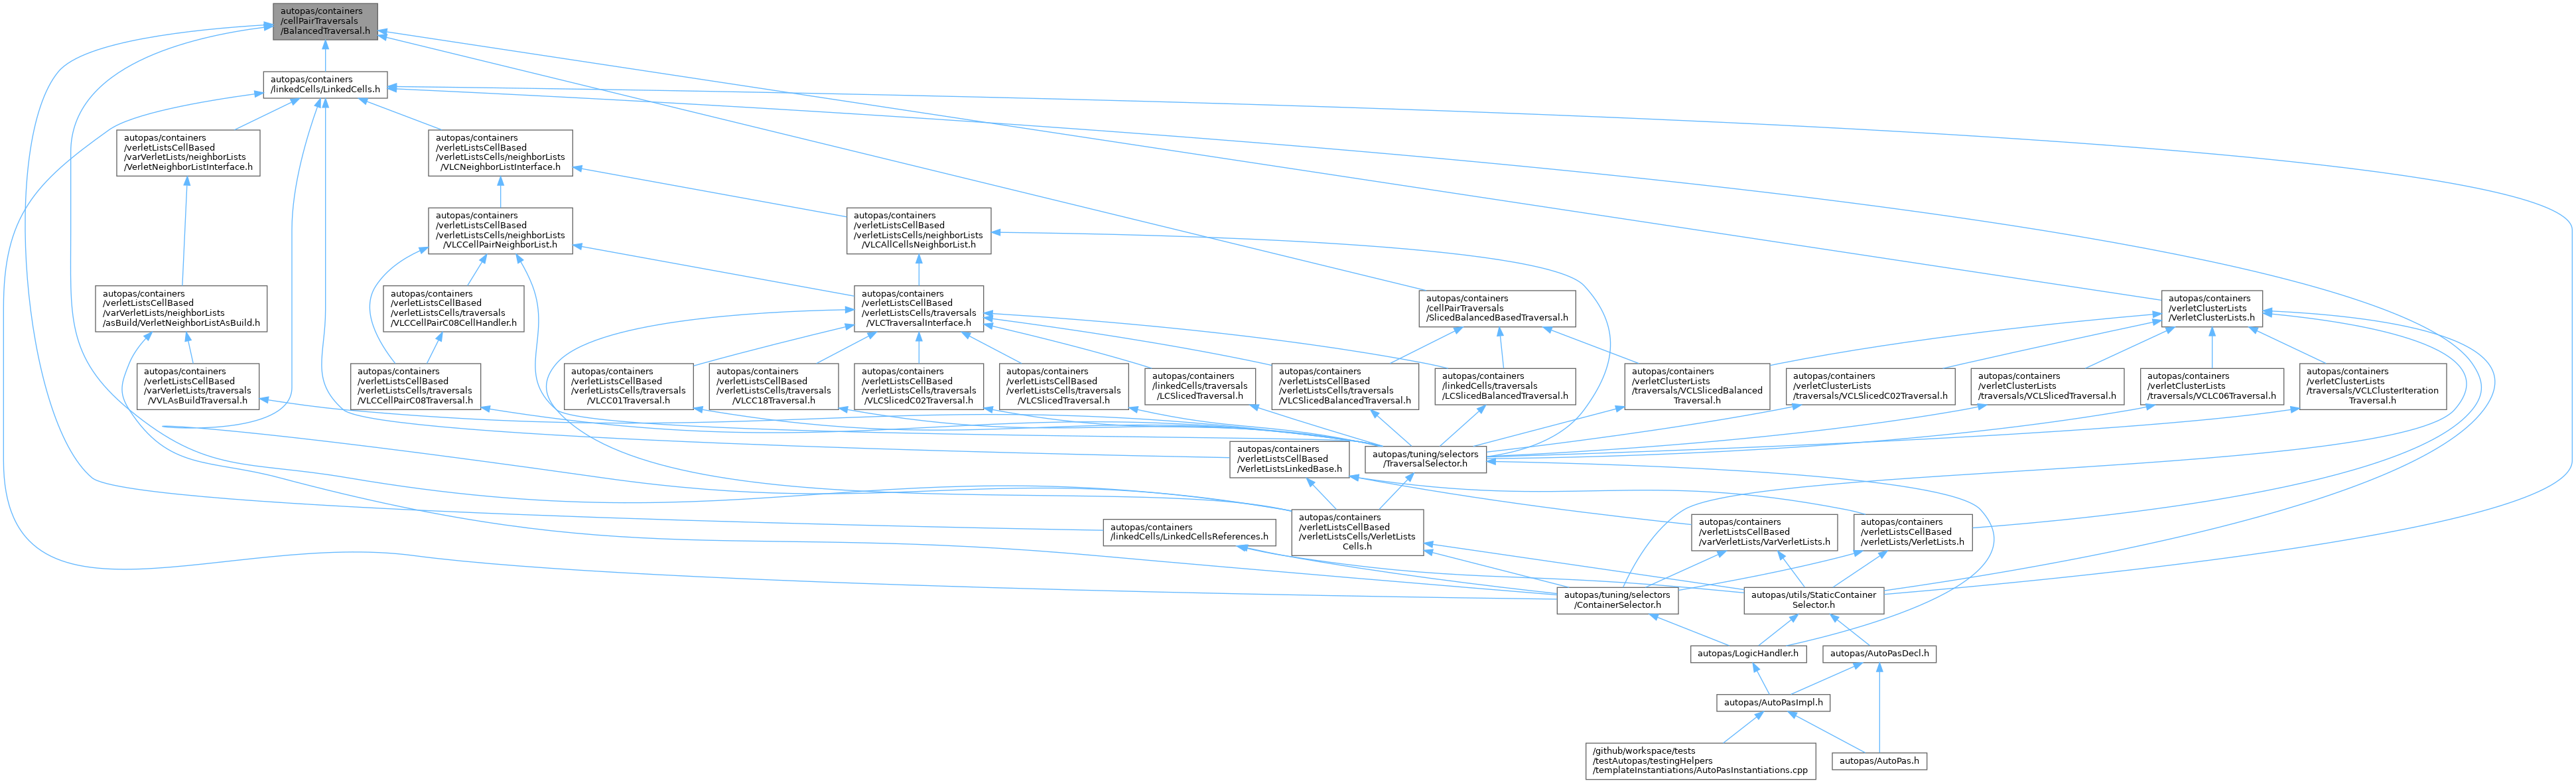 autopas/containers
/cellPairTraversals
/BalancedTraversal.h
autopas/containers
/linkedCells/LinkedCells.h
autopas/containers
/verletListsCellBased
/varVerletLists/neighborLists
/VerletNeighborListInterface.h
autopas/containers
/verletListsCellBased
/verletListsCells/neighborLists
/VLCNeighborListInterface.h
autopas/containers
/verletListsCellBased
/verletListsCells/neighborLists
/VLCCellPairNeighborList.h
autopas/containers
/verletListsCellBased
/verletListsCells/neighborLists
/VLCAllCellsNeighborList.h
autopas/containers
/verletListsCellBased
/varVerletLists/neighborLists
/asBuild/VerletNeighborListAsBuild.h
autopas/containers
/verletListsCellBased
/verletListsCells/traversals
/VLCCellPairC08CellHandler.h
autopas/containers
/verletListsCellBased
/verletListsCells/traversals
/VLCTraversalInterface.h
autopas/containers
/cellPairTraversals
/SlicedBalancedBasedTraversal.h
autopas/containers
/verletClusterLists
/VerletClusterLists.h
autopas/containers
/verletListsCellBased
/varVerletLists/traversals
/VVLAsBuildTraversal.h
autopas/containers
/verletListsCellBased
/verletListsCells/traversals
/VLCCellPairC08Traversal.h
autopas/containers
/verletListsCellBased
/verletListsCells/traversals
/VLCC01Traversal.h
autopas/containers
/verletListsCellBased
/verletListsCells/traversals
/VLCC18Traversal.h
autopas/containers
/verletListsCellBased
/verletListsCells/traversals
/VLCSlicedC02Traversal.h
autopas/containers
/verletListsCellBased
/verletListsCells/traversals
/VLCSlicedTraversal.h
autopas/containers
/linkedCells/traversals
/LCSlicedTraversal.h
autopas/containers
/verletListsCellBased
/verletListsCells/traversals
/VLCSlicedBalancedTraversal.h
autopas/containers
/linkedCells/traversals
/LCSlicedBalancedTraversal.h
autopas/containers
/verletClusterLists
/traversals/VCLSlicedBalanced
Traversal.h
autopas/containers
/verletClusterLists
/traversals/VCLSlicedC02Traversal.h
autopas/containers
/verletClusterLists
/traversals/VCLSlicedTraversal.h
autopas/containers
/verletClusterLists
/traversals/VCLC06Traversal.h
autopas/containers
/verletClusterLists
/traversals/VCLClusterIteration
Traversal.h
autopas/containers
/verletListsCellBased
/VerletListsLinkedBase.h
autopas/tuning/selectors
/TraversalSelector.h
autopas/containers
/linkedCells/LinkedCellsReferences.h
autopas/containers
/verletListsCellBased
/verletListsCells/VerletLists
Cells.h
autopas/containers
/verletListsCellBased
/varVerletLists/VarVerletLists.h
autopas/containers
/verletListsCellBased
/verletLists/VerletLists.h
autopas/tuning/selectors
/ContainerSelector.h
autopas/utils/StaticContainer
Selector.h
autopas/LogicHandler.h
autopas/AutoPasDecl.h
autopas/AutoPasImpl.h
/github/workspace/tests
/testAutopas/testingHelpers
/templateInstantiations/AutoPasInstantiations.cpp
autopas/AutoPas.h